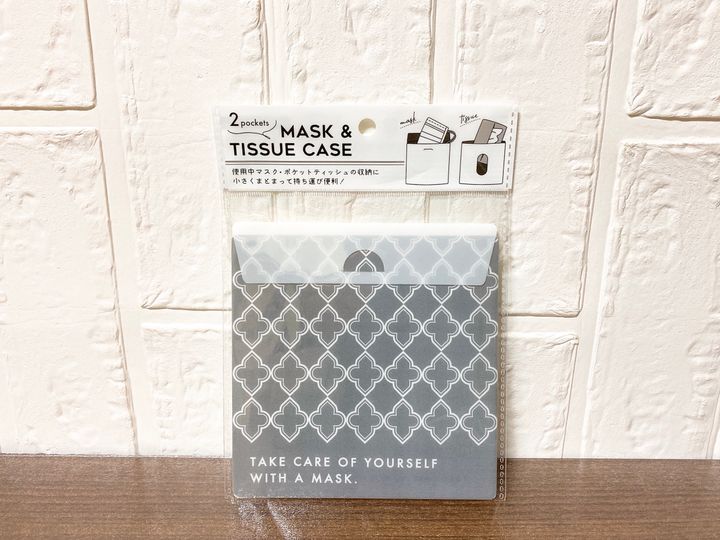 2 pockets
MASK &
TISSUE CASE
使用中マスク・ポケットティッシュの収納に
小さくまとまって持ち運び便利!
mask
tissue
TAKE CARE OF YOURSELF
WITH A MASK.